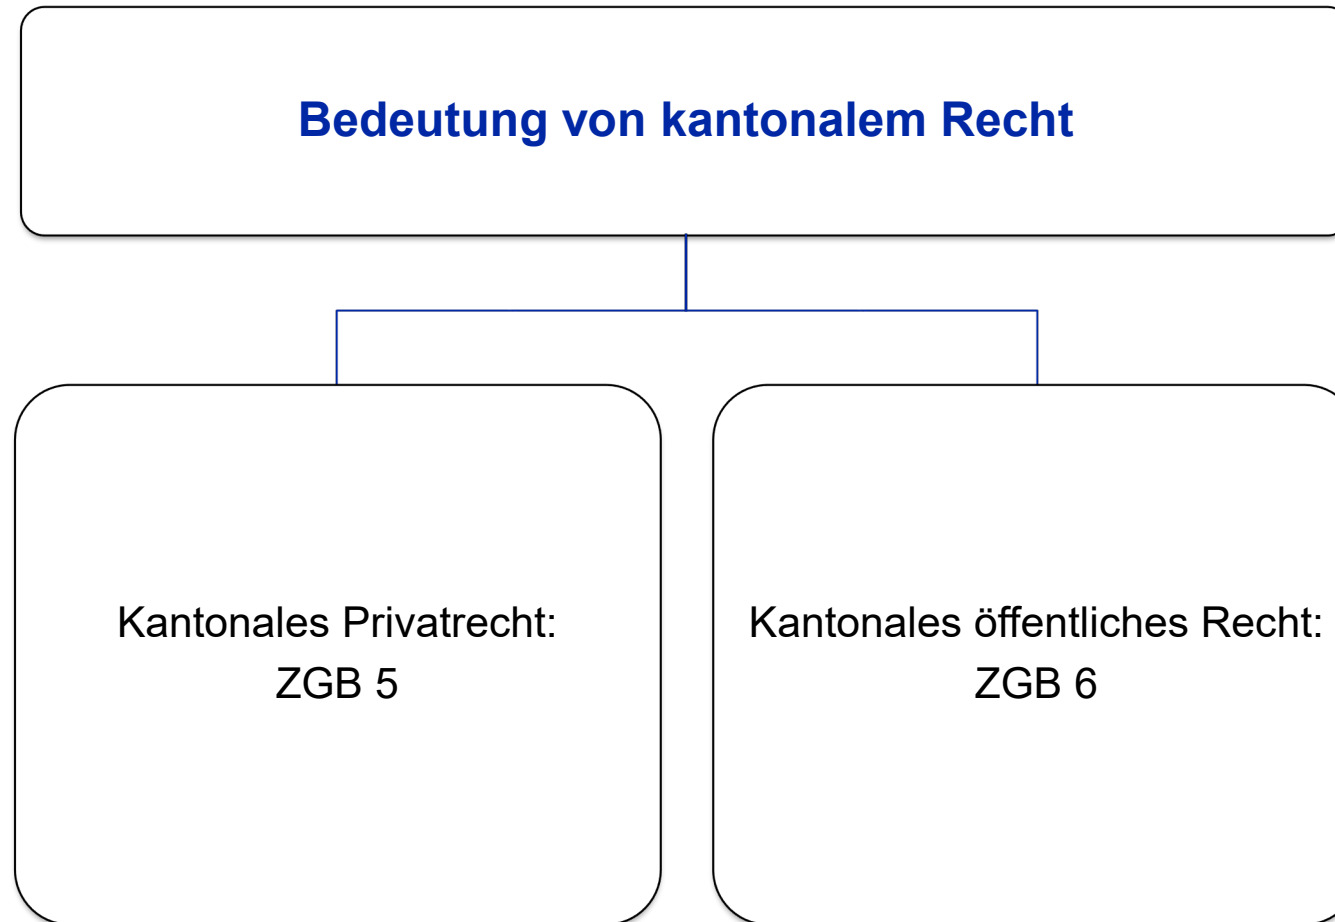 Bedeutung von kantonalem Recht
Kantonales Privatrecht:
ZGB 5
Kantonales öffentliches Recht:
ZGB 6